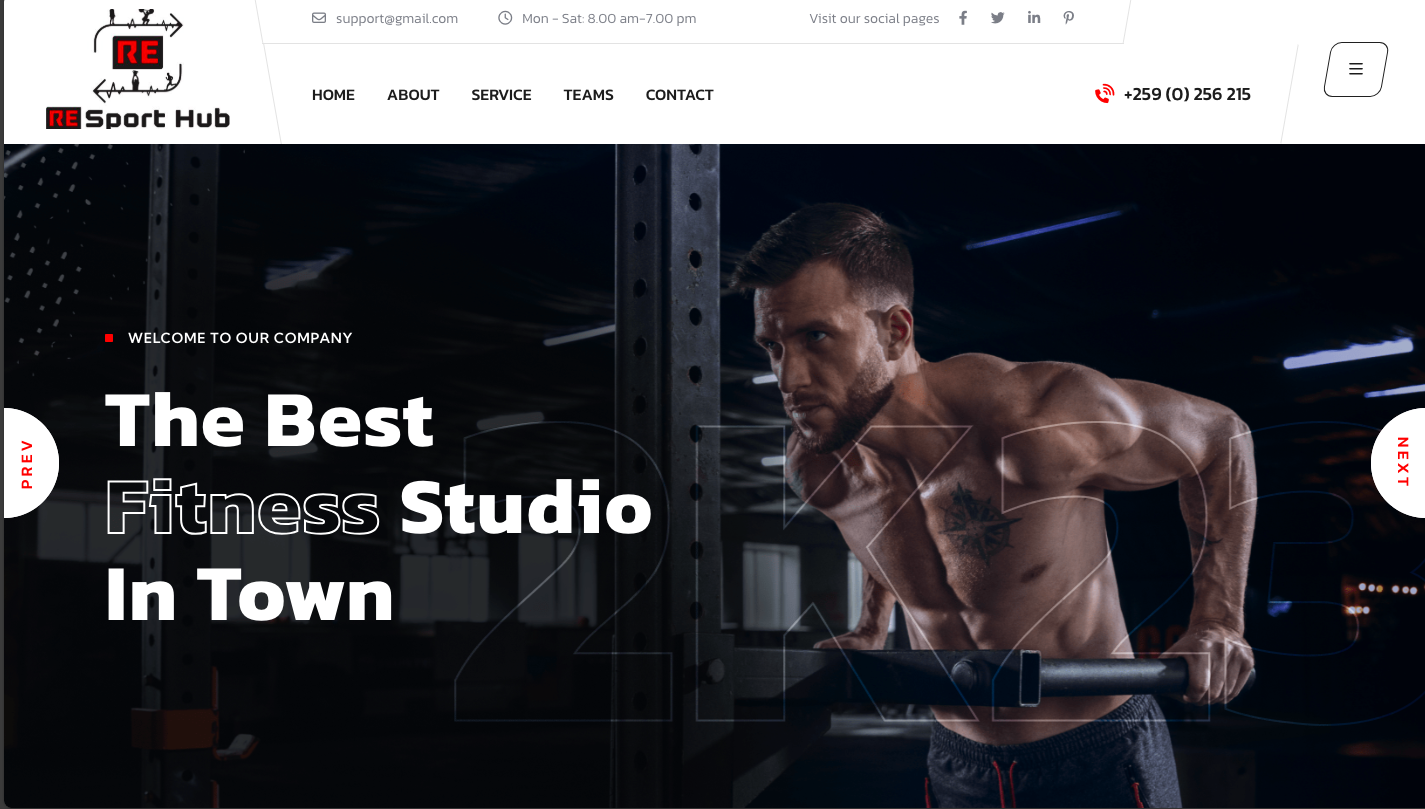 RE
RE Sport Hub
support@gmail.com
Mon - Sat: 8.00 am-7.00 pm
Visit our social pages
HOME
ABOUT
SERVICE
TEAMS
CONTACT
+259 (0) 256 215
WELCOME TO OUR COMPANY
The Best
Fitness Studio
In Town
2K23
PREV
NEXT